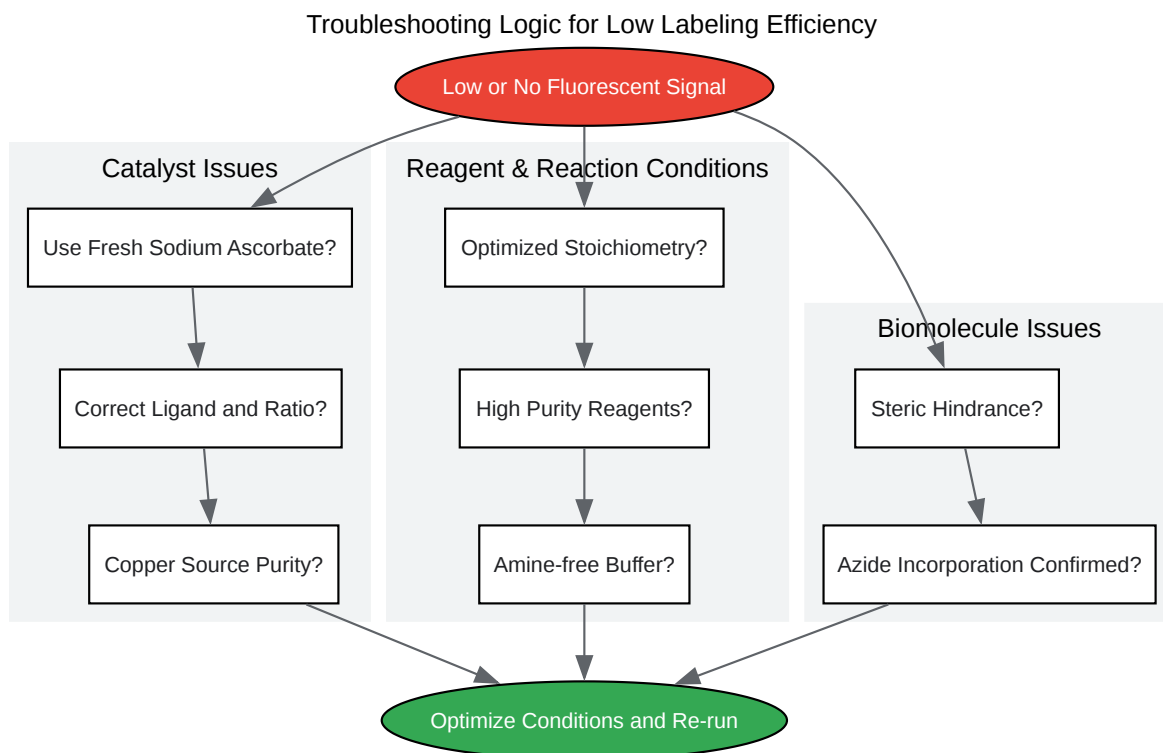 Troubleshooting Logic for Low Labeling Efficiency
Low or No Fluorescent Signal
Catalyst Issues
Use Fresh Sodium Ascorbate?
Correct Ligand and Ratio?
Copper Source Purity?
Reagent & Reaction Conditions
Optimized Stoichiometry?
High Purity Reagents?
Amine-free Buffer?
Biomolecule Issues
Steric Hindrance?
Azide Incorporation Confirmed?
Optimize Conditions and Re-run